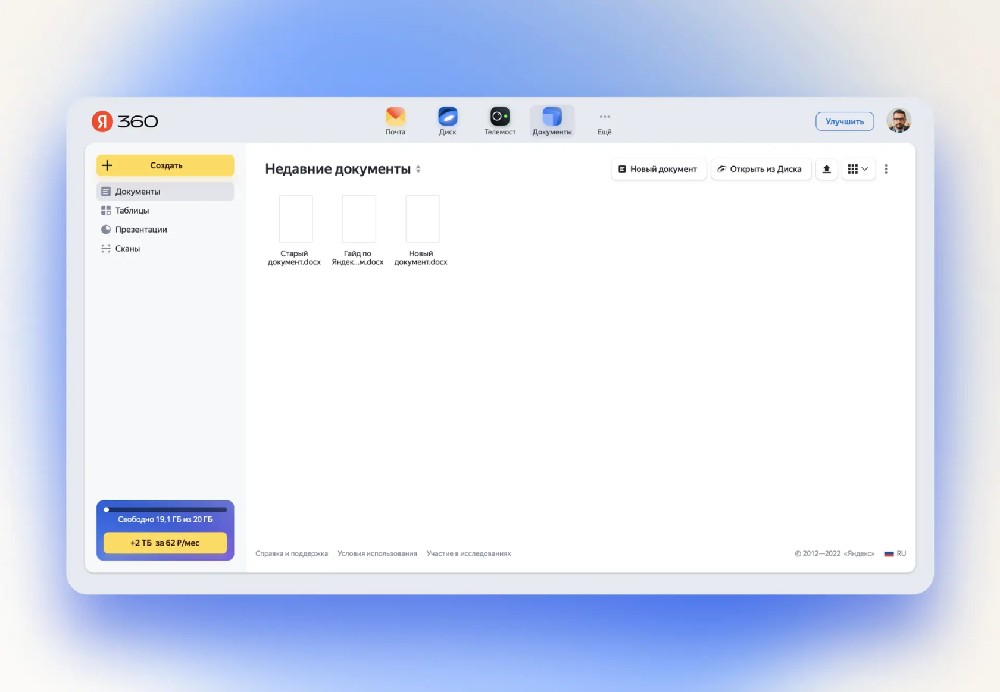 Я 360
Почта
Диск
Телемост
Документы
Ещё
Улучшить
Создать
Документы
Таблицы
Презентации
Сканы
Недавние документы
Новый документ
Открыть из Диска
Старый
документ.docx
Гайд по
Яндек...м.docx
Новый
документ.docx
Свободно 19,1 ГБ из 20 ГБ
+2 ТБ за 62 ₽/мес
Справка и поддержка
Условия использования
Участие в исследованиях
© 2012—2022 «Яндекс»
RU